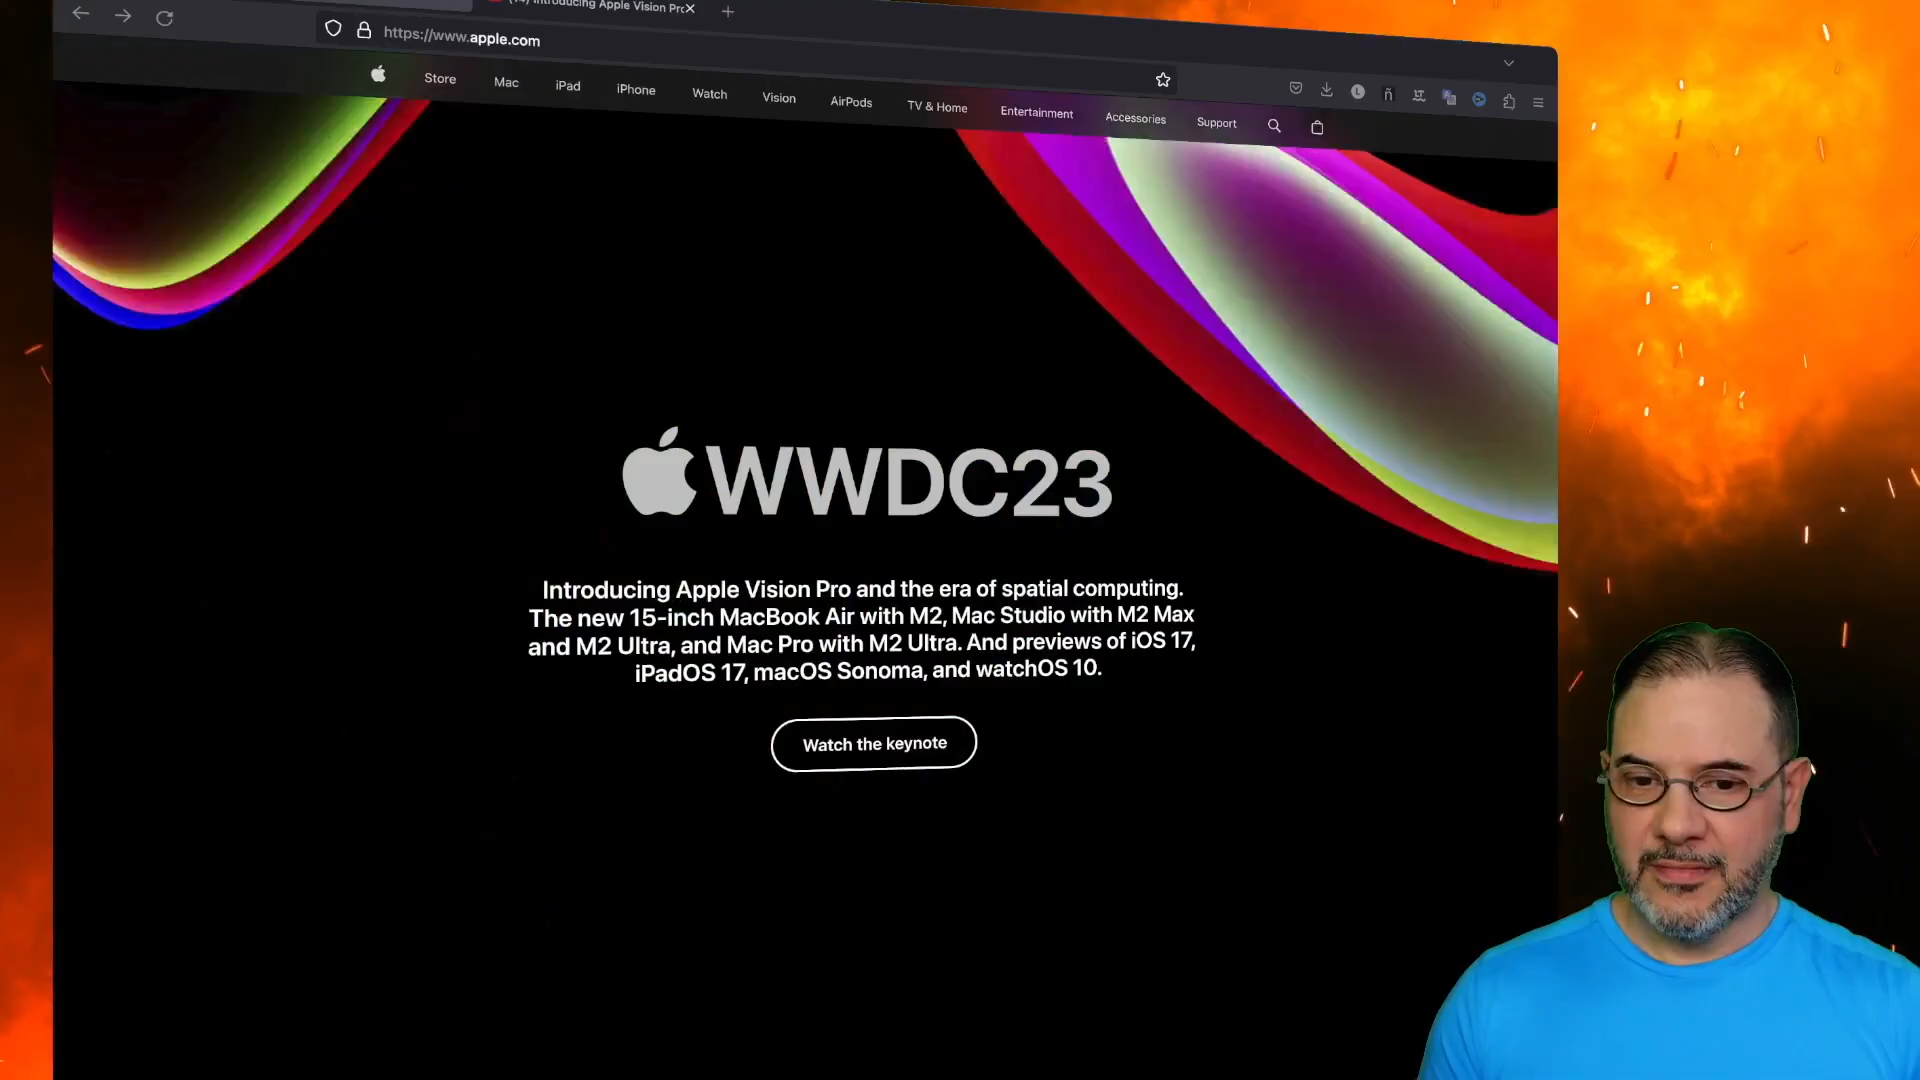 Introducing Apple Vision Pro
https://www.apple.com
Store Mac iPad iPhone Watch Vision AirPods TV & Home Entertainment Accessories Support
WWDC23
Introducing Apple Vision Pro and the era of spatial computing.
The new 15-inch MacBook Air with M2, Mac Studio with M2 Max
and M2 Ultra, and Mac Pro with M2 Ultra. And previews of iOS 17,
iPadOS 17, macOS Sonoma, and watchOS 10.
Watch the keynote